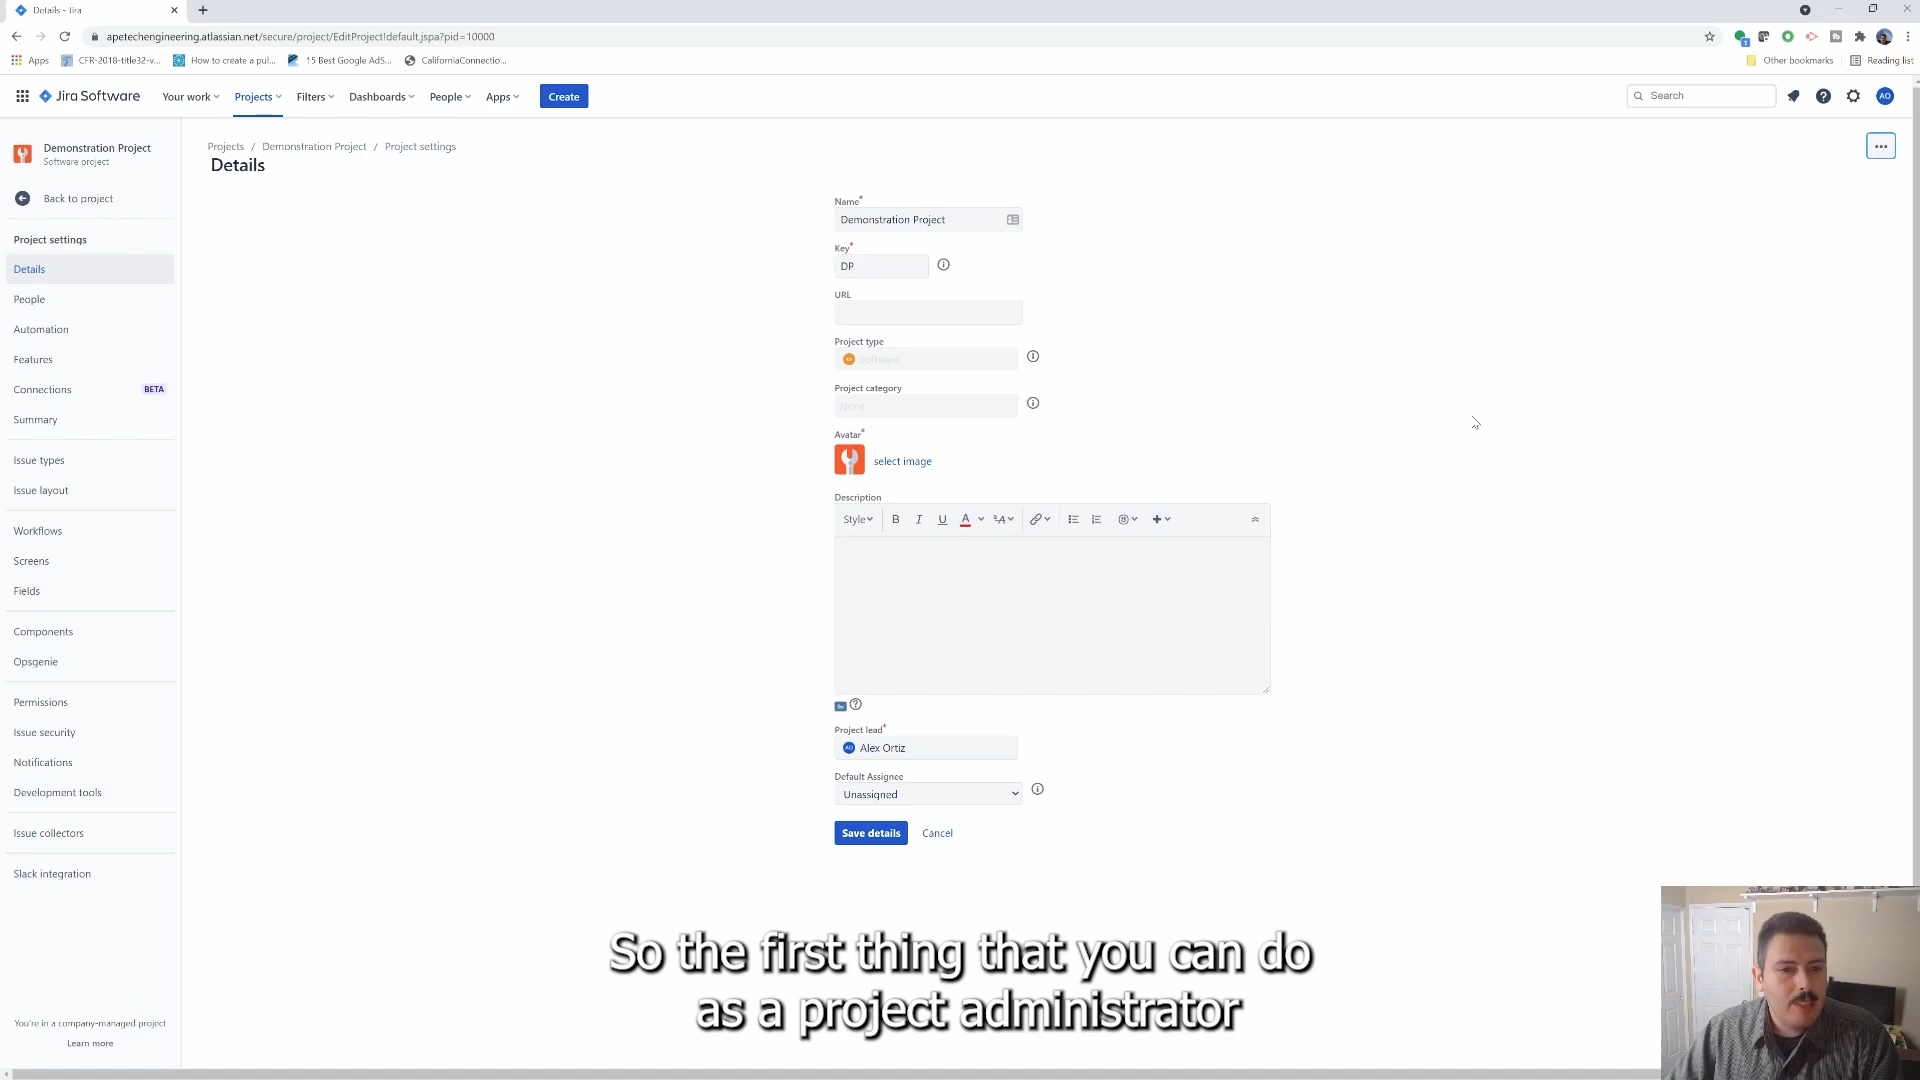 Details - Jira
apetechengineering.atlassian.net/secure/project/EditProject!default.jspa?pid=10000
Apps
CFR-2018-title32-v...
How to create a pul...
15 Best Google AdS...
CaliforniaConnectio...
Other bookmarks
Reading list
Jira Software
Your work
Projects
Filters
Dashboards
People
Apps
Create
Search
AO
Demonstration Project
Software project
Back to project
Project settings
Details
People
Automation
Features
Connections BETA
Summary
Issue types
Issue layout
Workflows
Screens
Fields
Components
Opsgenie
Permissions
Issue security
Notifications
Development tools
Issue collectors
Slack integration
You're in a company-managed project
Learn more
Projects / Demonstration Project / Project settings
Details
Name*
Demonstration Project
Key*
DP
URL
Project type
Software
Project category
None
Avatar*
select image
Description
Style
B I U A
Project lead*
AO Alex Ortiz
Default Assignee
Unassigned
Save details Cancel
So the first thing that you can do
as a project administrator